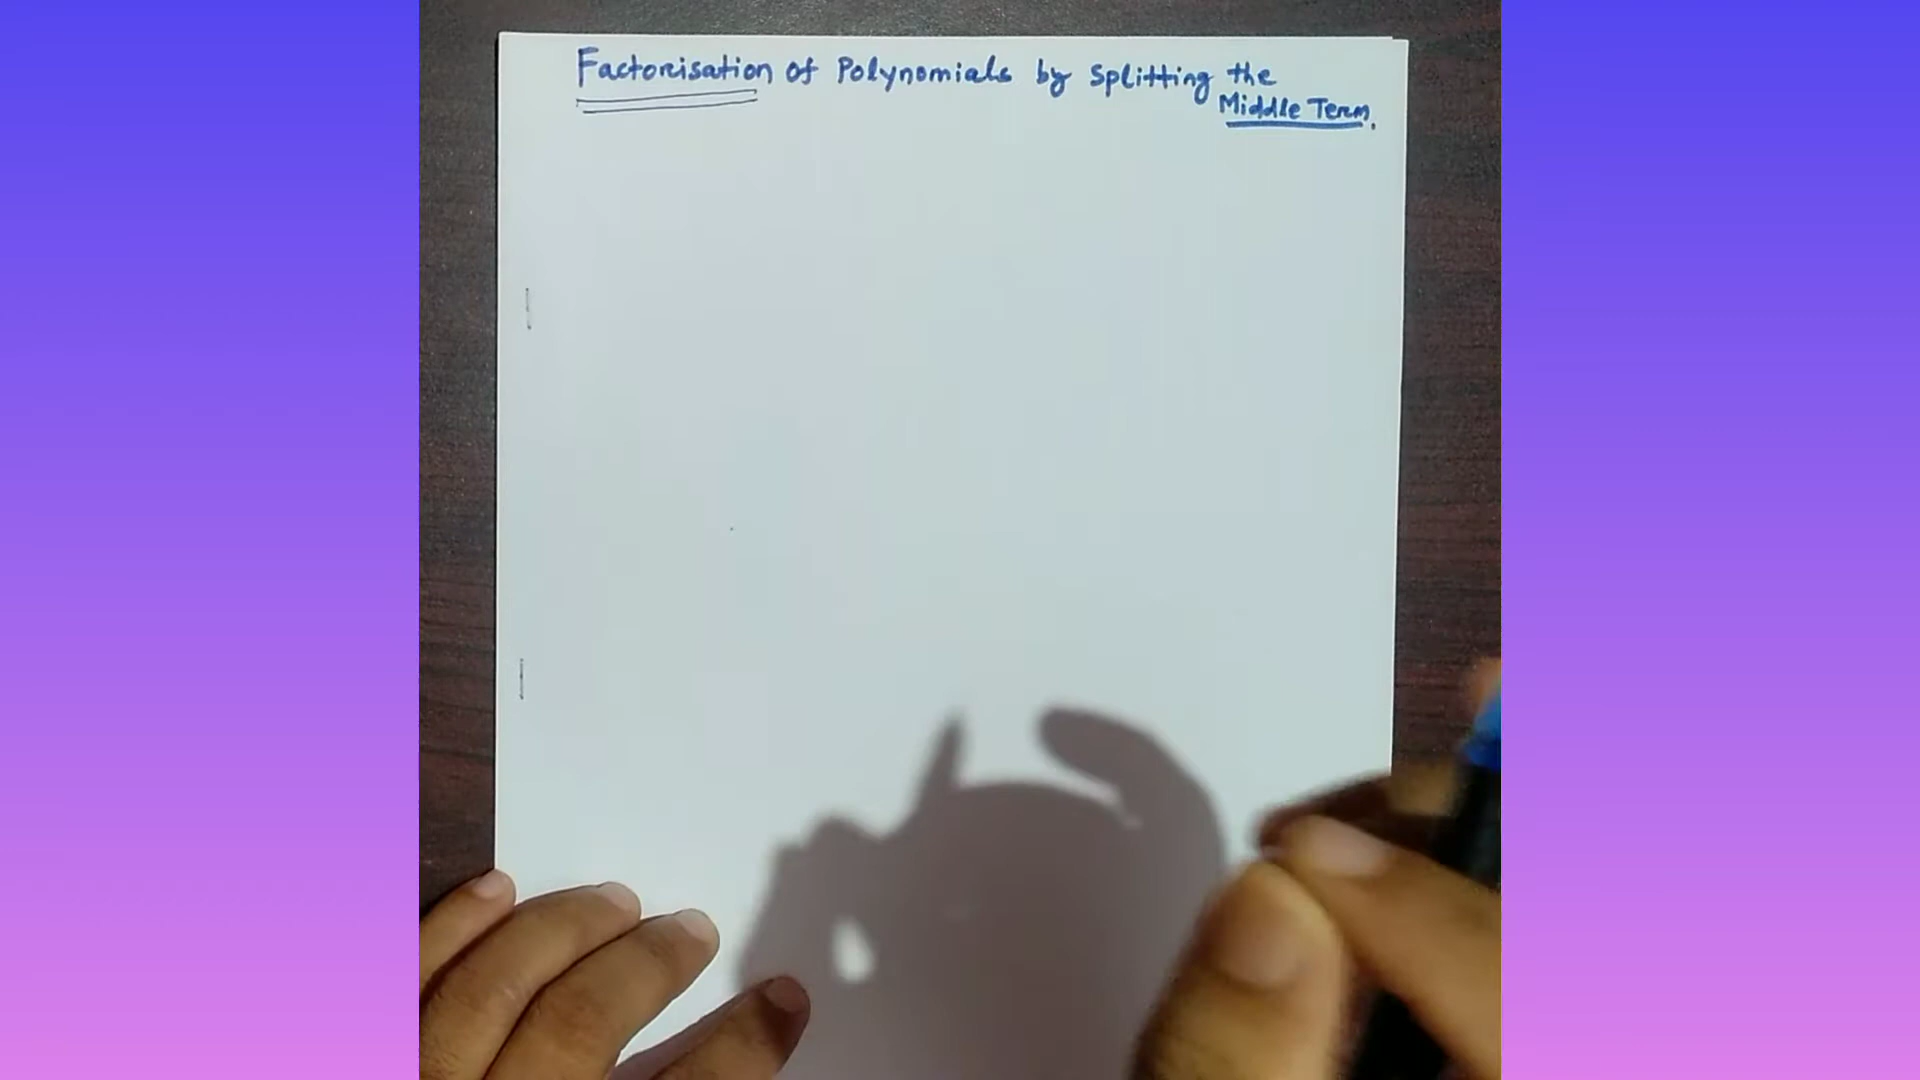 Factorisation of Polynomials by Splitting the
Middle Term.